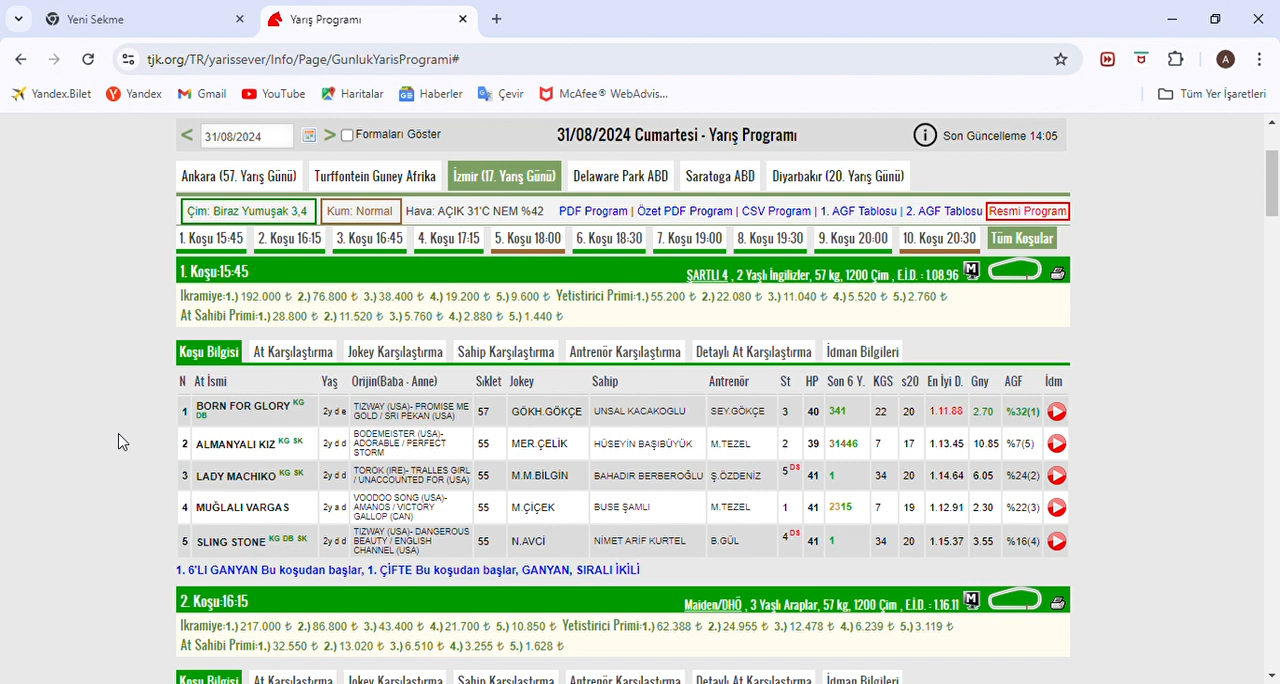 Yeni Sekme
Yarış Programı
tjk.org/TR/yarissever/Info/Page/GunlukYarisProgrami#
A
Yandex.Bilet Yandex Gmail YouTube Haritalar Haberler Çevir McAfee® WebAdvis... Tüm Yer İşaretleri
< 31/08/2024 > Formaları Göster 31/08/2024 Cumartesi - Yarış Programı Son Güncelleme 14:05
Ankara (57. Yarış Günü) Turffontein Guney Afrika İzmir (17. Yarış Günü) Delaware Park ABD Saratoga ABD Diyarbakır (20. Yarış Günü)
Çim: Biraz Yumuşak 3,4 Kum: Normal Hava: AÇIK 31'C NEM %42 PDF Program | Özet PDF Program | CSV Program | 1. AGF Tablosu | 2. AGF Tablosu Resmi Program
1. Koşu 15:45 2. Koşu 16:15 3. Koşu 16:45 4. Koşu 17:15 5. Koşu 18:00 6. Koşu 18:30 7. Koşu 19:00 8. Koşu 19:30 9. Koşu 20:00 10. Koşu 20:30 Tüm Koşular
1. Koşu:15:45 ŞARTLI 4 , 2 Yaşlı İngilizler, 57 kg, 1200 Çim , E.İ.D. : 1.08.96 M
Ikramiye:1.) 192.000 ₺ 2.) 76.800 ₺ 3.) 38.400 ₺ 4.) 19.200 ₺ 5.) 9.600 ₺ Yetistirici Primi:1.) 55.200 ₺ 2.) 22.080 ₺ 3.) 11.040 ₺ 4.) 5.520 ₺ 5.) 2.760 ₺
At Sahibi Primi:1.) 28.800 ₺ 2.) 11.520 ₺ 3.) 5.760 ₺ 4.) 2.880 ₺ 5.) 1.440 ₺
Koşu Bilgisi At Karşılaştırma Jokey Karşılaştırma Sahip Karşılaştırma Antrenör Karşılaştırma Detaylı At Karşılaştırma İdman Bilgileri
N At İsmi Yaş Orijin(Baba - Anne) Sıklet Jokey Sahip Antrenör St HP Son 6 Y. KGS s20 En İyi D. Gny AGF İdm
1 BORN FOR GLORY KG DB 2y d e TIZWAY (USA)- PROMISE ME GOLD / SRI PEKAN (USA) 57 GÖKH.GÖKÇE UNSAL KACAKOGLU SEY.GÖKÇE 3 40 341 22 20 1.11.88 2.70 %32(1)
2 ALMANYALI KIZ KG SK 2y d d BODEMEISTER (USA)- ADORABLE / PERFECT STORM 55 MER.ÇELİK HÜSEYİN BAŞIBÜYÜK M.TEZEL 2 39 31446 7 17 1.13.45 10.85 %7(5)
3 LADY MACHIKO KG SK 2y d d TOROK (IRE)- TRALLES GIRL / UNACCOUNTED FOR (USA) 55 M.M.BİLGİN BAHADIR BERBEROĞLU Ş.ÖZDENİZ 5 DS 41 1 34 20 1.14.64 6.05 %24(2)
4 MUĞLALI VARGAS 2y a d VOODOO SONG (USA)- AMANOS / VICTORY GALLOP (CAN) 55 M.ÇİÇEK BUSE ŞAMLI M.TEZEL 1 41 2315 7 19 1.12.91 2.30 %22(3)
5 SLING STONE KG DB SK 2y d d TIZWAY (USA)- DANGEROUS BEAUTY / ENGLISH CHANNEL (USA) 55 N.AVCİ NİMET ARİF KURTEL B.GÜL 4 DS 41 1 34 20 1.15.37 3.55 %16(4)
1. 6'LI GANYAN Bu koşudan başlar, 1. ÇİFTE Bu koşudan başlar, GANYAN, SIRALI İKİLİ
2. Koşu:16:15 Maiden/DHÖ , 3 Yaşlı Araplar, 57 kg, 1200 Çim , E.İ.D. : 1.16.11 M
Ikramiye:1.) 217.000 ₺ 2.) 86.800 ₺ 3.) 43.400 ₺ 4.) 21.700 ₺ 5.) 10.850 ₺ Yetistirici Primi:1.) 62.388 ₺ 2.) 24.955 ₺ 3.) 12.478 ₺ 4.) 6.239 ₺ 5.) 3.119 ₺
At Sahibi Primi:1.) 32.550 ₺ 2.) 13.020 ₺ 3.) 6.510 ₺ 4.) 3.255 ₺ 5.) 1.628 ₺
Koşu Bilgisi At Karşılaştırma Jokey Karşılaştırma Sahip Karşılaştırma Antrenör Karşılaştırma Detaylı At Karşılaştırma İdman Bilgileri